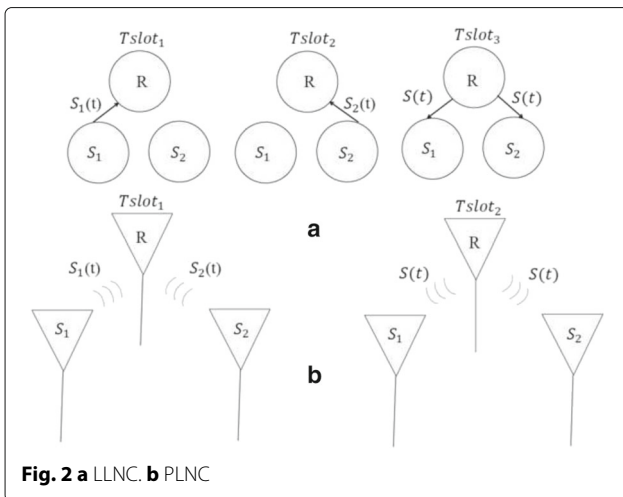 Tslot₁ Tslot₂ Tslot₃
R R R
S₁(t) S₂(t) S(t) S(t)
S₁ S₂ S₁ S₂ S₁ S₂
a
Tslot₁ Tslot₂
R R
S₁(t) S₂(t) S(t) S(t)
S₁ S₂ S₁ S₂
b
Fig. 2 a LLNC. b PLNC